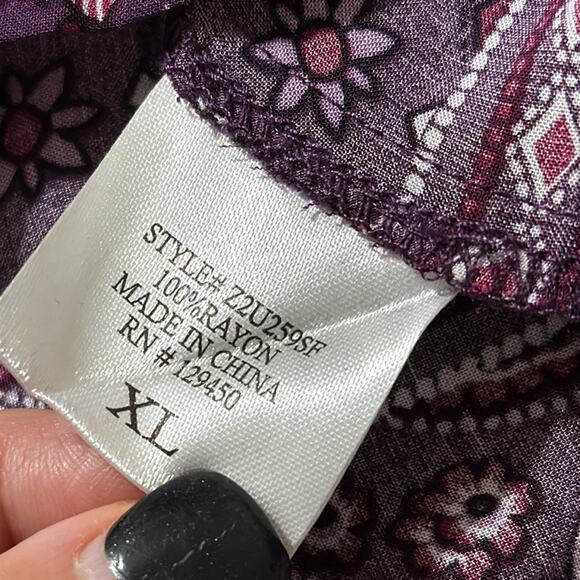 STYLE# Z2U259SF
100%RAYON
MADE IN CHINA
RN # 129450
XL